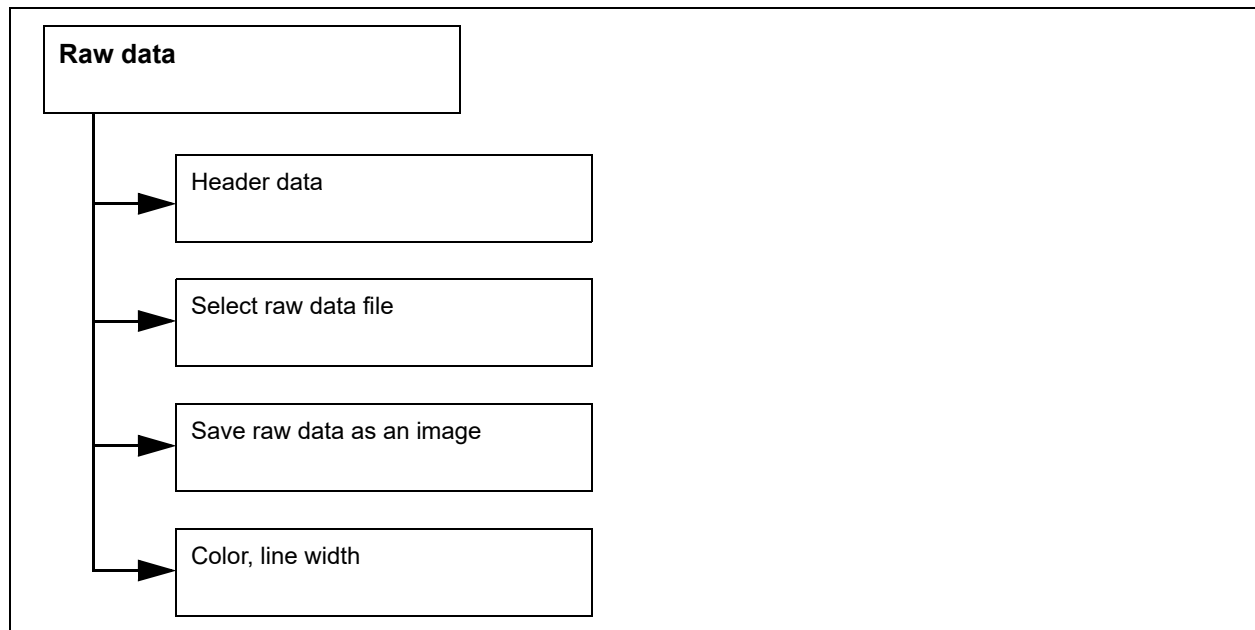 Raw data
Header data
Select raw data file
Save raw data as an image
Color, line width